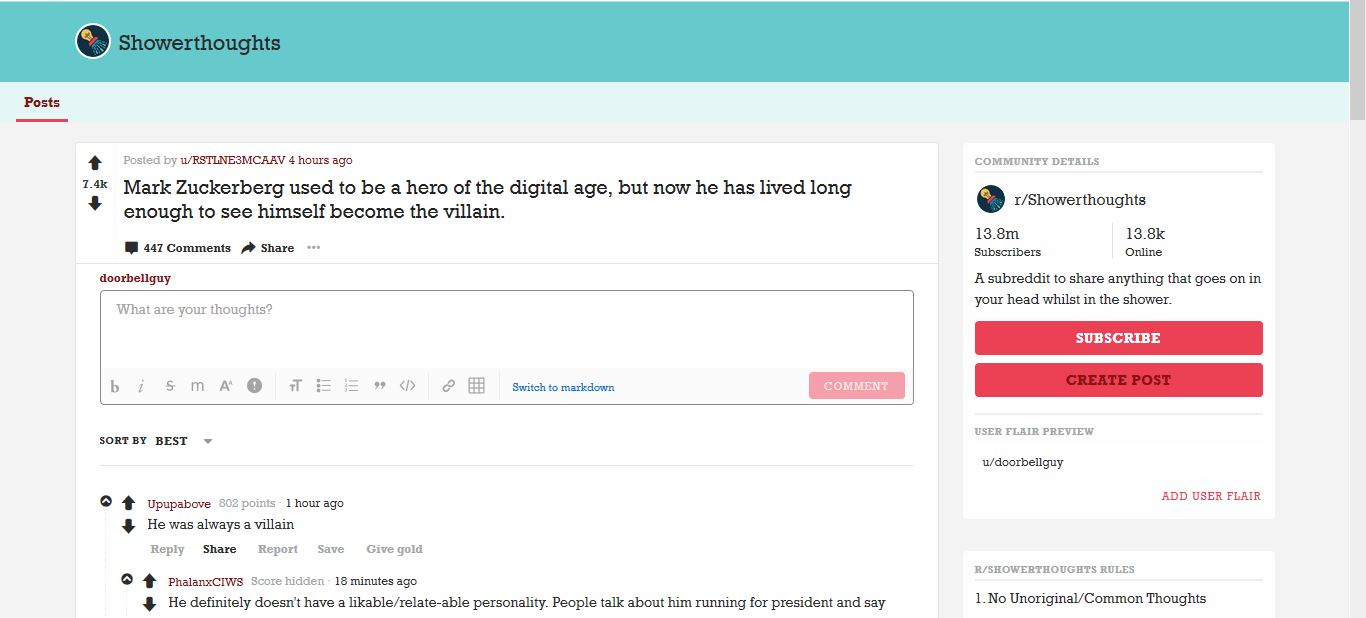 Showerthoughts
Posts
Posted by u/RSTLNE3MCAAV 4 hours ago
7.4k
Mark Zuckerberg used to be a hero of the digital age, but now he has lived long
enough to see himself become the villain.
447 Comments Share
doorbellguy
What are your thoughts?
b i S m A^ ! TT </> Switch to markdown COMMENT
SORT BY BEST
Upupabove 802 points · 1 hour ago
He was always a villain
Reply Share Report Save Give gold
PhalanxCIWS Score hidden · 18 minutes ago
He definitely doesn't have a likable/relate-able personality. People talk about him running for president and say
COMMUNITY DETAILS
r/Showerthoughts
13.8m 13.8k
Subscribers Online
A subreddit to share anything that goes on in
your head whilst in the shower.
SUBSCRIBE
CREATE POST
USER FLAIR PREVIEW
u/doorbellguy
ADD USER FLAIR
R/SHOWERTHOUGHTS RULES
1. No Unoriginal/Common Thoughts